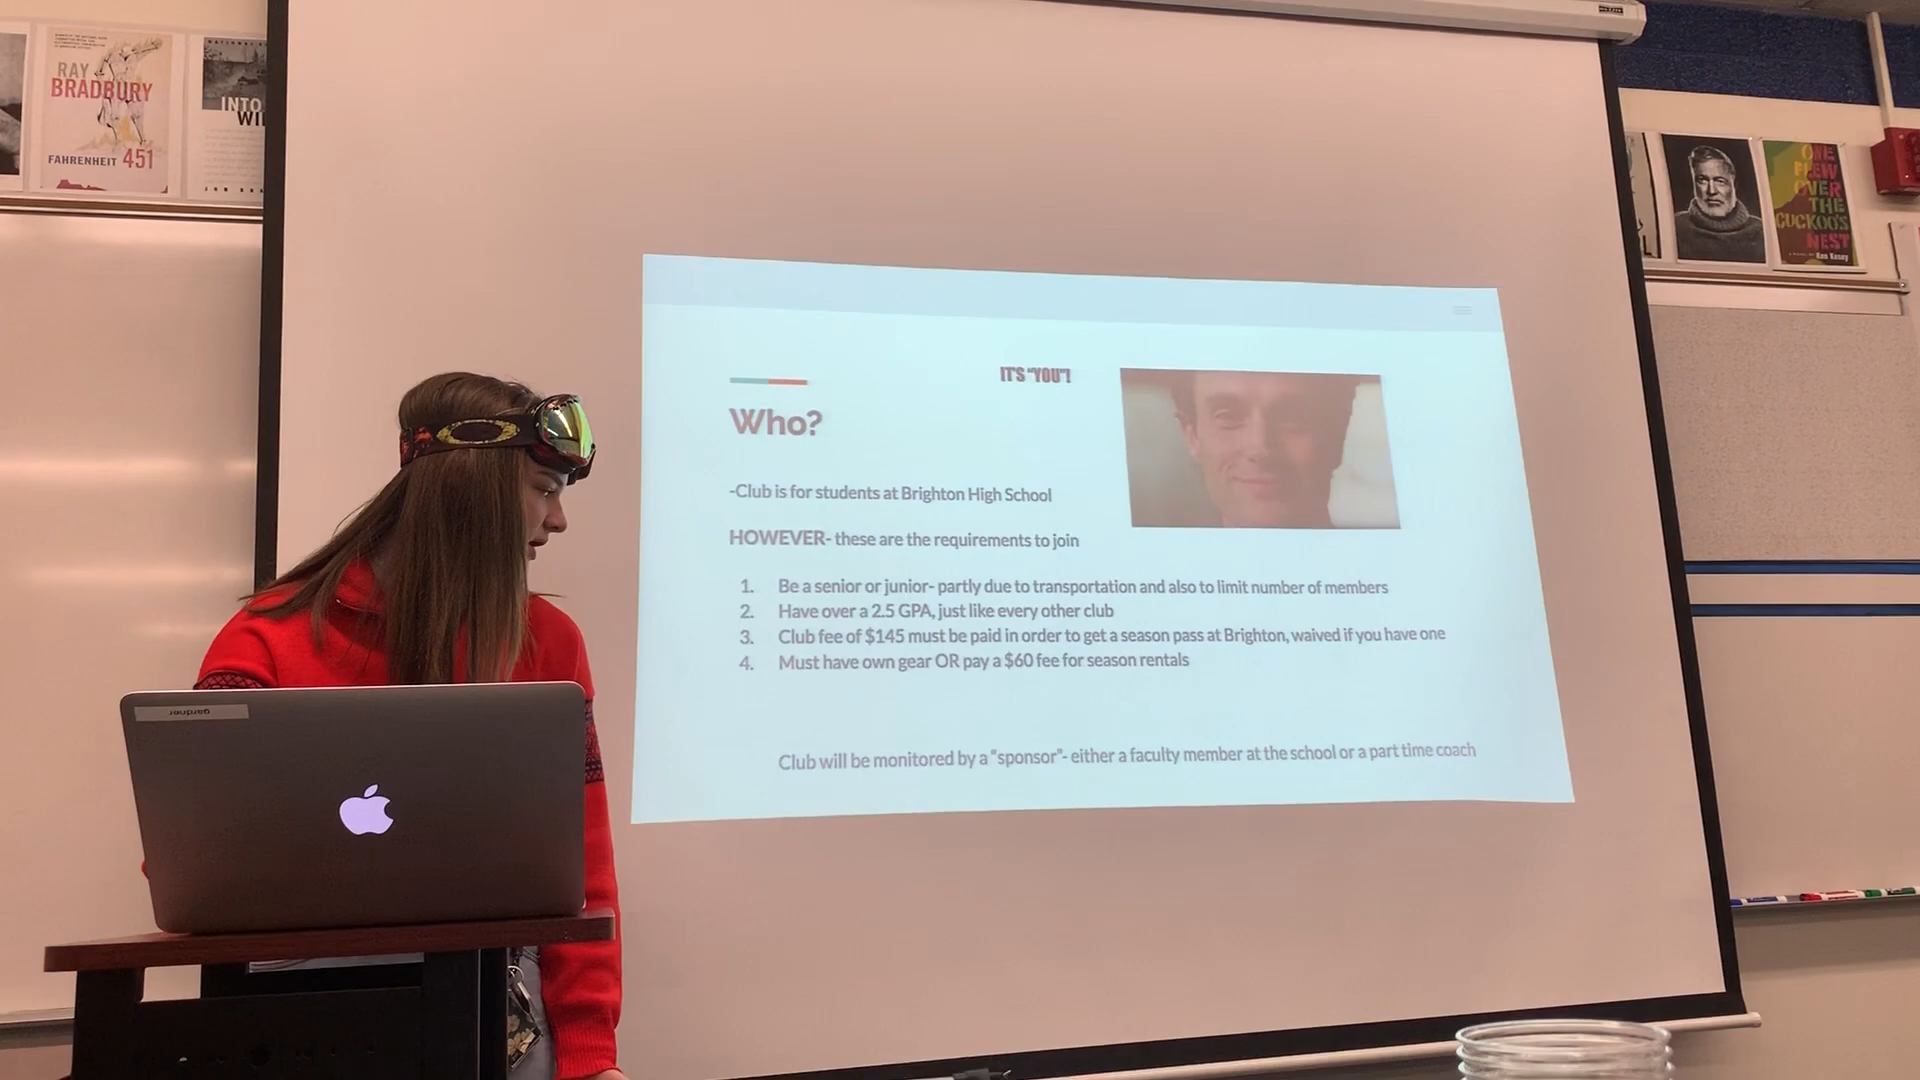 RAY
BRADBURY
FAHRENHEIT 451
INTO
WI
ONE
FLEW
OVER
THE
CUCKOO'S
NEST
Ken Kesey
IT'S "YOU"!
Who?
-Club is for students at Brighton High School
HOWEVER- these are the requirements to join
1. Be a senior or junior- partly due to transportation and also to limit number of members
2. Have over a 2.5 GPA, just like every other club
3. Club fee of $145 must be paid in order to get a season pass at Brighton, waived if you have one
4. Must have own gear OR pay a $60 fee for season rentals
Club will be monitored by a "sponsor"- either a faculty member at the school or a part time coach
gardner